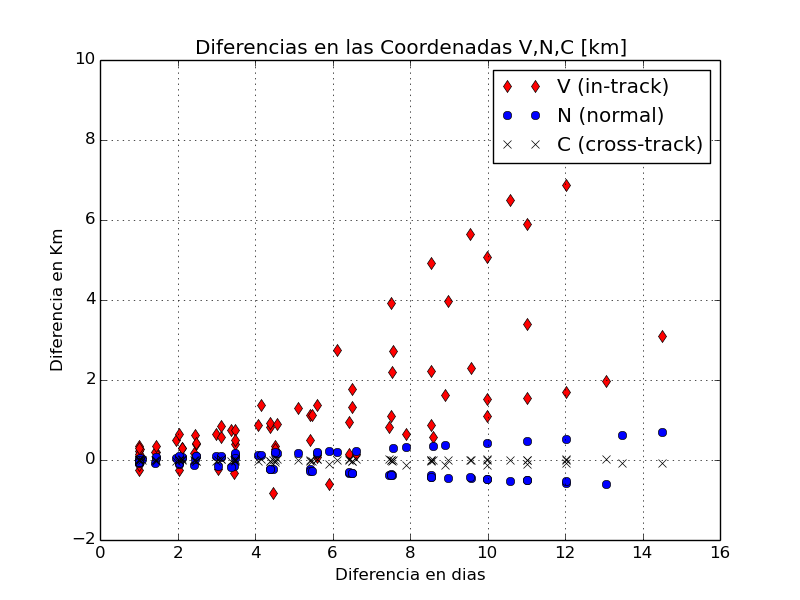 Diferencias en las Coordenadas V,N,C [km]
V (in-track)
N (normal)
C (cross-track)
10
8
6
4
2
0
−2
Diferencia en Km
0 2 4 6 8 10 12 14 16
Diferencia en dias